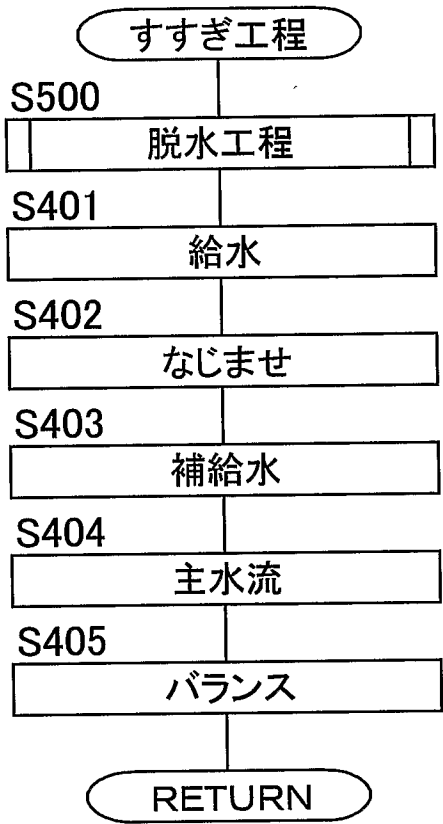 すすぎ工程
S500
脱水工程
S401
給水
S402
なじませ
S403
補給水
S404
主水流
S405
バランス
RETURN